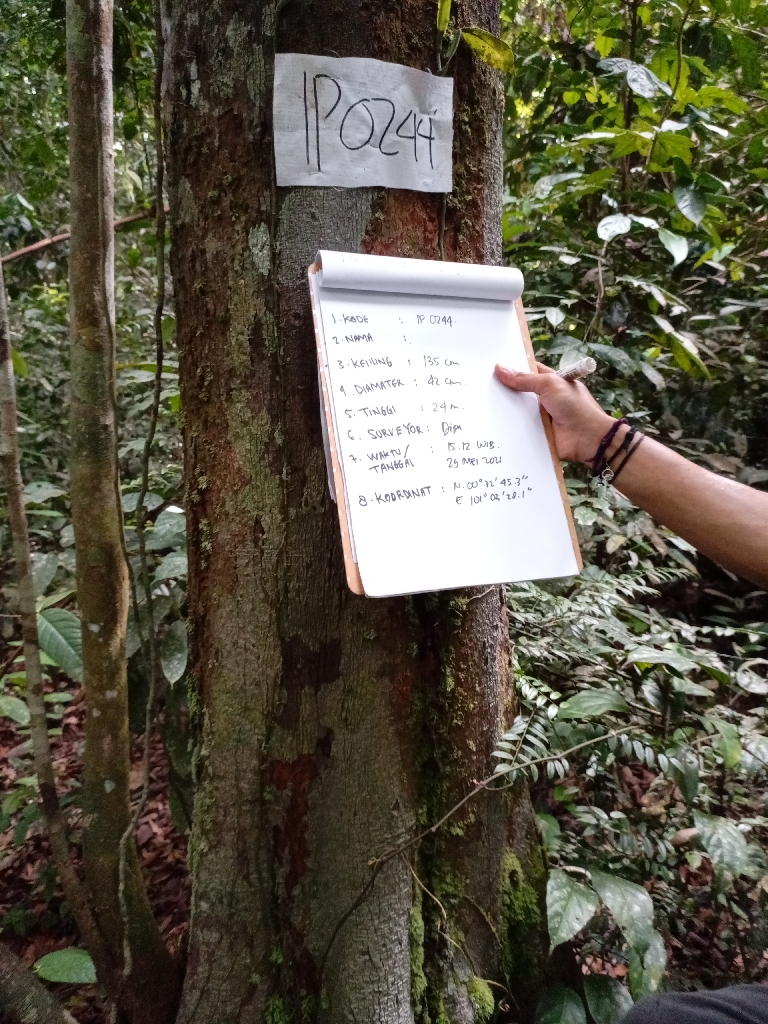 IP0244
1. KODE : IP 0244.
2. NAMA :.
3. KELILING : 135 cm
4. DIAMATER : 42 cm.
5. TINGGI : 24 m.
6. SURVEYOR : Dipa
7. WAKTU/ : 15.12 WIB.
TANGGAL 29 MEI 2021
8. KOORDINAT : N. 00° 32' 45.3"
E 101° 02' 20.1"